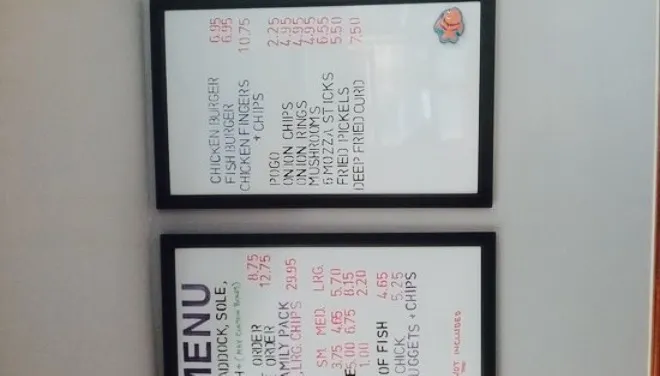 MENU
ADDOCK, SOLE,
ORDER 8.75
ORDER 12.75
AMILY PACK
LRG. CHIPS 29.95
SM MED. LRG.
3.75 4.65 5.70
E 5.00 6.75 8.15
1.00 2.20
OF FISH 4.65
CHICK. 5.25
UGGETS + CHIPS
NOT INCLUDED
CHICKEN BURGER 6.95
FISH BURGER 6.95
CHICKEN FINGERS 10.75
+ CHIPS
POGO 2.25
ONION CHIPS 4.95
ONION RINGS 4.95
MUSHROOMS 4.95
6 MOZZA STICKS 6.55
FRIED PICKELS 5.50
DEEP FRIED CURD 7.50